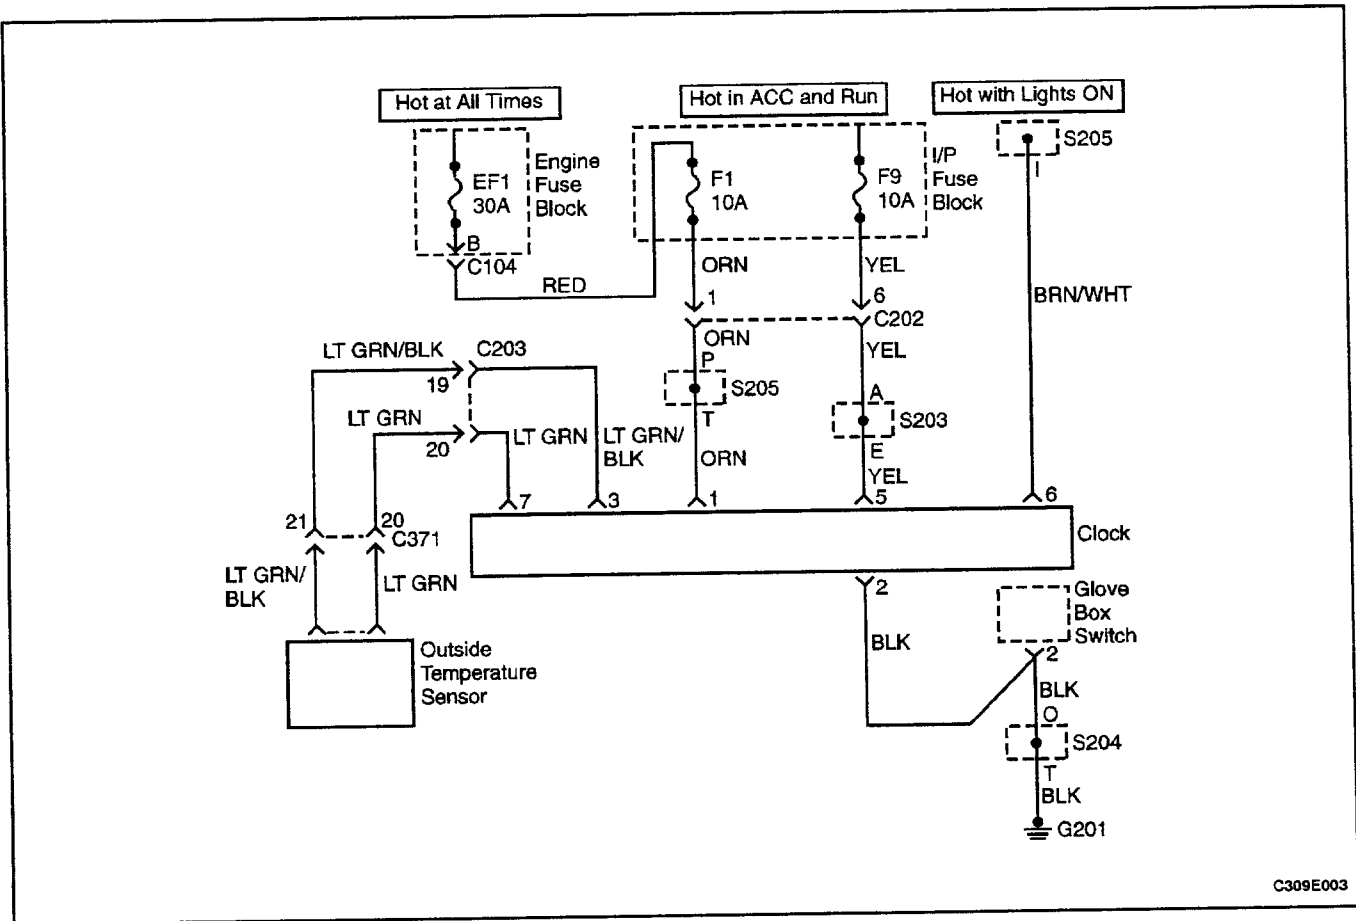 Hot at All Times
Hot in ACC and Run
Hot with Lights ON
EF1
30A
Engine
Fuse
Block
B
C104
RED
F1
10A
F9
10A
I/P
Fuse
Block
S205
I
ORN
YEL
1
6
C202
ORN
YEL
BRN/WHT
P
S205
T
ORN
A
S203
E
YEL
LT GRN/BLK
C203
19
LT GRN
20
LT GRN
LT GRN/
BLK
7
3
1
5
6
Clock
21
20
C371
LT GRN/
BLK
LT GRN
Outside
Temperature
Sensor
2
BLK
Glove
Box
Switch
2
BLK
O
S204
T
BLK
G201
C309E003